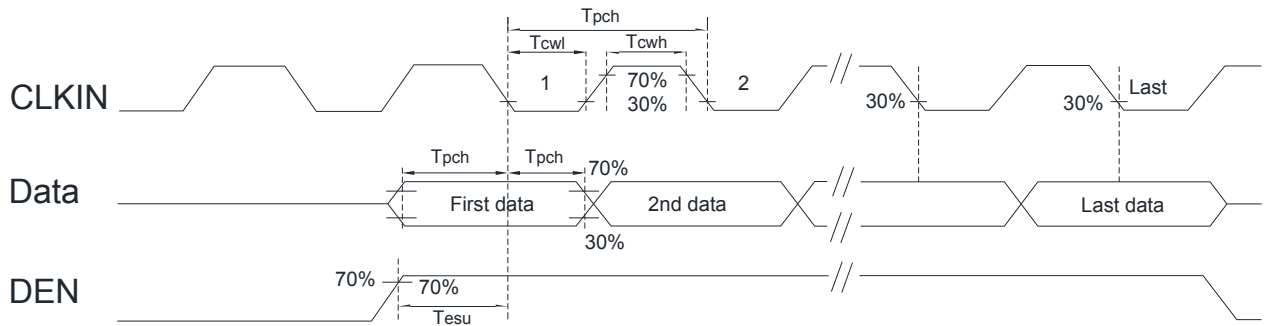 Tpch
Tcwl
Tcwh
CLKIN
1
70%
30%
2
30%
30%
Last
Tpch
Tpch
70%
Data
First data
2nd data
Last data
30%
DEN
70%
70%
Tesu